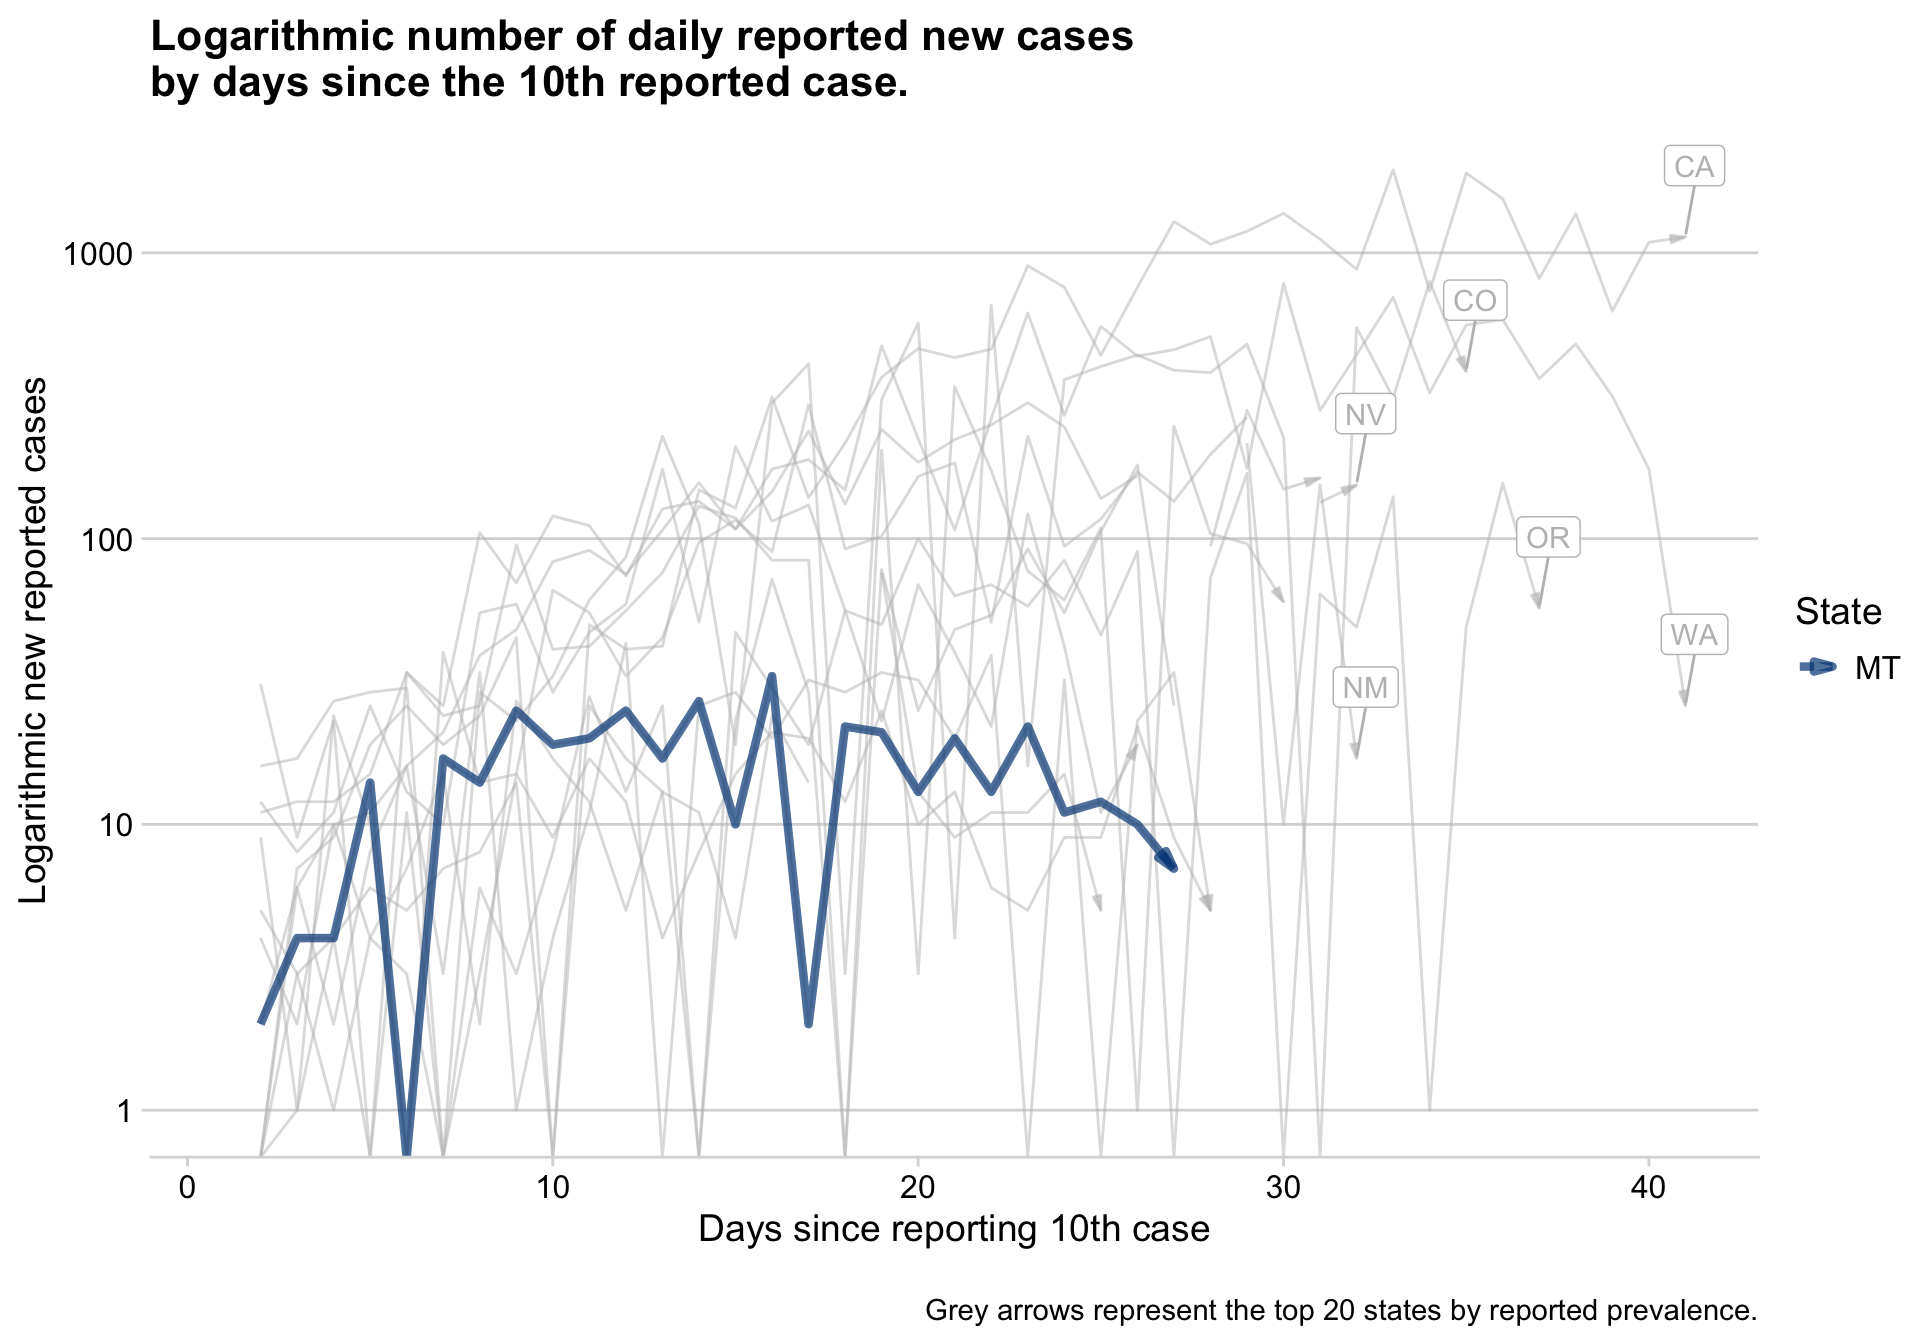 Logarithmic number of daily reported new cases
by days since the 10th reported case.
Logarithmic new reported cases
1000
100
10
1
CA
CO
NV
OR
WA
NM
State
MT
0 10 20 30 40
Days since reporting 10th case
Grey arrows represent the top 20 states by reported prevalence.